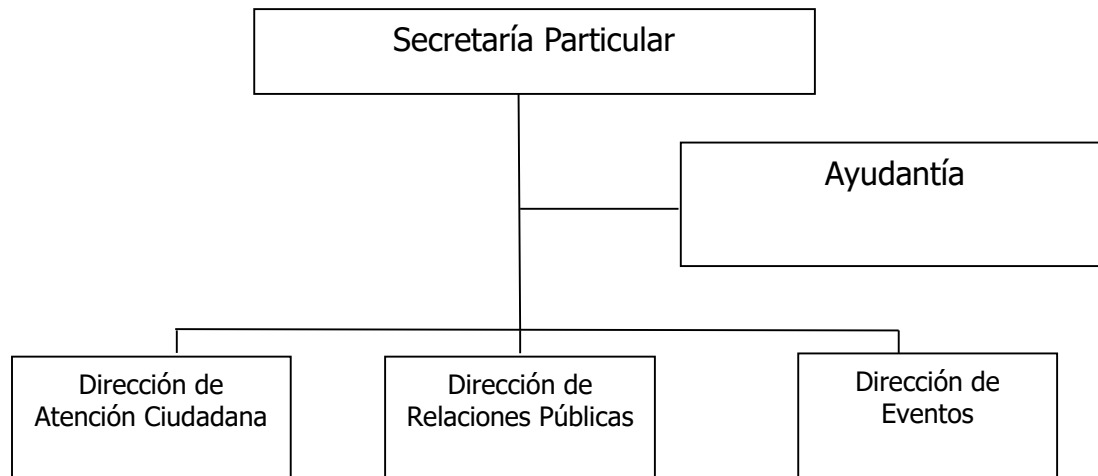 Secretaría Particular
Ayudantía
Dirección de
Atención Ciudadana
Dirección de
Relaciones Públicas
Dirección de
Eventos